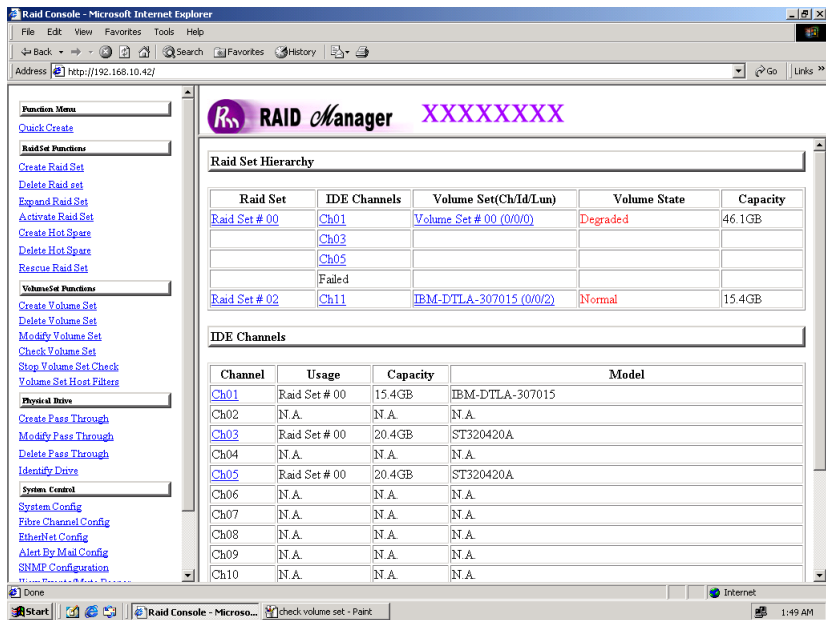 Raid Console - Microsoft Internet Explorer
File Edit View Favorites Tools Help
Back Search Favorites History
Address http://192.168.10.42/ Go Links »
Function Menu
Quick Create
RaidSet Functions
Create Raid Set
Delete Raid set
Expand Raid Set
Activate Raid Set
Create Hot Spare
Delete Hot Spare
Rescue Raid Set
VolumeSet Functions
Create Volume Set
Delete Volume Set
Modify Volume Set
Check Volume Set
Stop Volume Set Check
Volume Set Host Filters
Physical Drive
Create Pass Through
Modify Pass Through
Delete Pass Through
Identify Drive
System Control
System Config
Fibre Channel Config
EtherNet Config
Alert By Mail Config
SNMP Configuration
RAID Manager XXXXXXXX
Raid Set Hierarchy
Raid Set IDE Channels Volume Set(Ch/Id/Lun) Volume State Capacity
Raid Set # 00 Ch01 Volume Set # 00 (0/0/0) Degraded 46.1GB
Ch03
Ch05
Failed
Raid Set # 02 Ch11 IBM-DTLA-307015 (0/0/2) Normal 15.4GB
IDE Channels
Channel Usage Capacity Model
Ch01 Raid Set # 00 15.4GB IBM-DTLA-307015
Ch02 N.A. N.A. N.A.
Ch03 Raid Set # 00 20.4GB ST320420A
Ch04 N.A. N.A. N.A.
Ch05 Raid Set # 00 20.4GB ST320420A
Ch06 N.A. N.A. N.A.
Ch07 N.A. N.A. N.A.
Ch08 N.A. N.A. N.A.
Ch09 N.A. N.A. N.A.
Ch10 N.A. N.A. N.A.
Done Internet
Start Raid Console - Microso... check volume set - Paint 1:49 AM